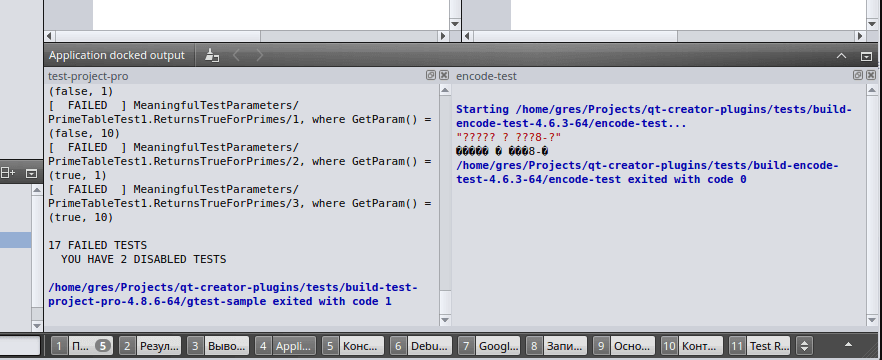 Application docked output
test-project-pro
(false, 1)
[  FAILED  ] MeaningfulTestParameters/
PrimeTableTest1.ReturnsTrueForPrimes/1, where GetParam() =
(false, 10)
[  FAILED  ] MeaningfulTestParameters/
PrimeTableTest1.ReturnsTrueForPrimes/2, where GetParam() =
(true, 1)
[  FAILED  ] MeaningfulTestParameters/
PrimeTableTest1.ReturnsTrueForPrimes/3, where GetParam() =
(true, 10)
17 FAILED TESTS
YOU HAVE 2 DISABLED TESTS
/home/gres/Projects/qt-creator-plugins/tests/build-test-
project-pro-4.8.6-64/gtest-sample exited with code 1
encode-test
Starting /home/gres/Projects/qt-creator-plugins/tests/build-
encode-test-4.6.3-64/encode-test...
"????? ? ???8-?"
����� � ���8-�
/home/gres/Projects/qt-creator-plugins/tests/build-encode-
test-4.6.3-64/encode-test exited with code 0
1 П... 5 2 Резул... 3 Выво... 4 Appli... 5 Конс... 6 Debu... 7 Googl... 8 Запи... 9 Осно... 10 Конт... 11 Test R...